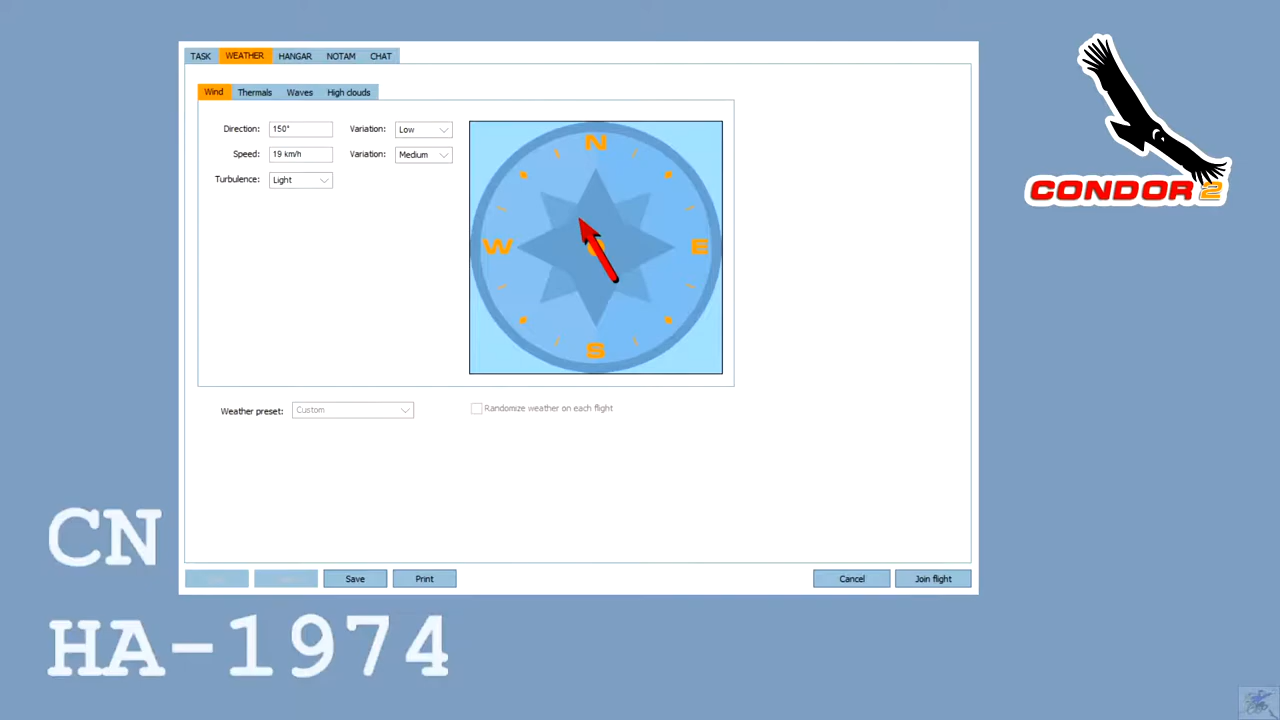 TASK WEATHER HANGAR NOTAM CHAT
Wind Thermals Waves High clouds
Direction: 150° Variation: Low
Speed: 19 km/h Variation: Medium
Turbulence: Light
N
W E
S
Weather preset: Custom Randomize weather on each flight
Save Print Cancel Join flight
CONDOR 2
CN
HA-1974